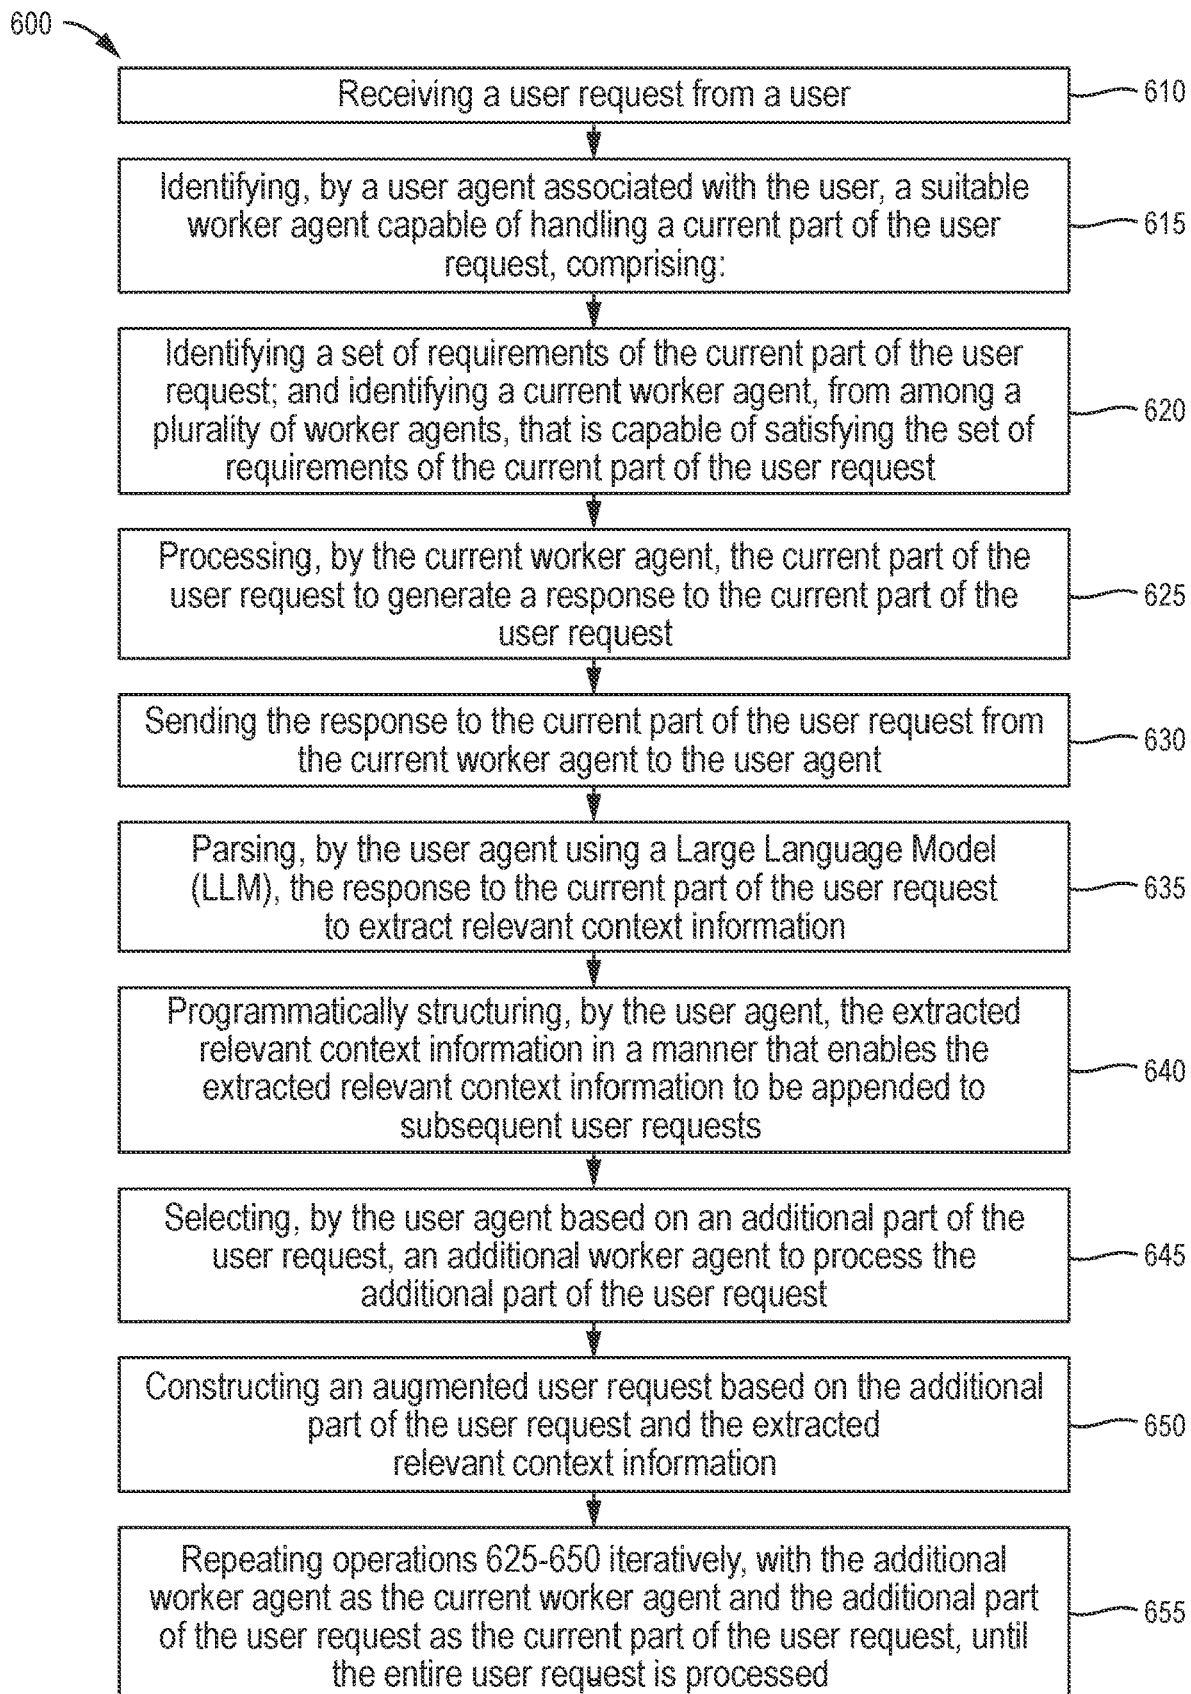 600
Receiving a user request from a user
610
Identifying, by a user agent associated with the user, a suitable
worker agent capable of handling a current part of the user
request, comprising:
615
Identifying a set of requirements of the current part of the user
request; and identifying a current worker agent, from among a
plurality of worker agents, that is capable of satisfying the set of
requirements of the current part of the user request
620
Processing, by the current worker agent, the current part of the
user request to generate a response to the current part of the
user request
625
Sending the response to the current part of the user request from
the current worker agent to the user agent
630
Parsing, by the user agent using a Large Language Model
(LLM), the response to the current part of the user request
to extract relevant context information
635
Programmatically structuring, by the user agent, the extracted
relevant context information in a manner that enables the
extracted relevant context information to be appended to
subsequent user requests
640
Selecting, by the user agent based on an additional part of the
user request, an additional worker agent to process the
additional part of the user request
645
Constructing an augmented user request based on the additional
part of the user request and the extracted
relevant context information
650
Repeating operations 625-650 iteratively, with the additional
worker agent as the current worker agent and the additional part
of the user request as the current part of the user request, until
the entire user request is processed
655